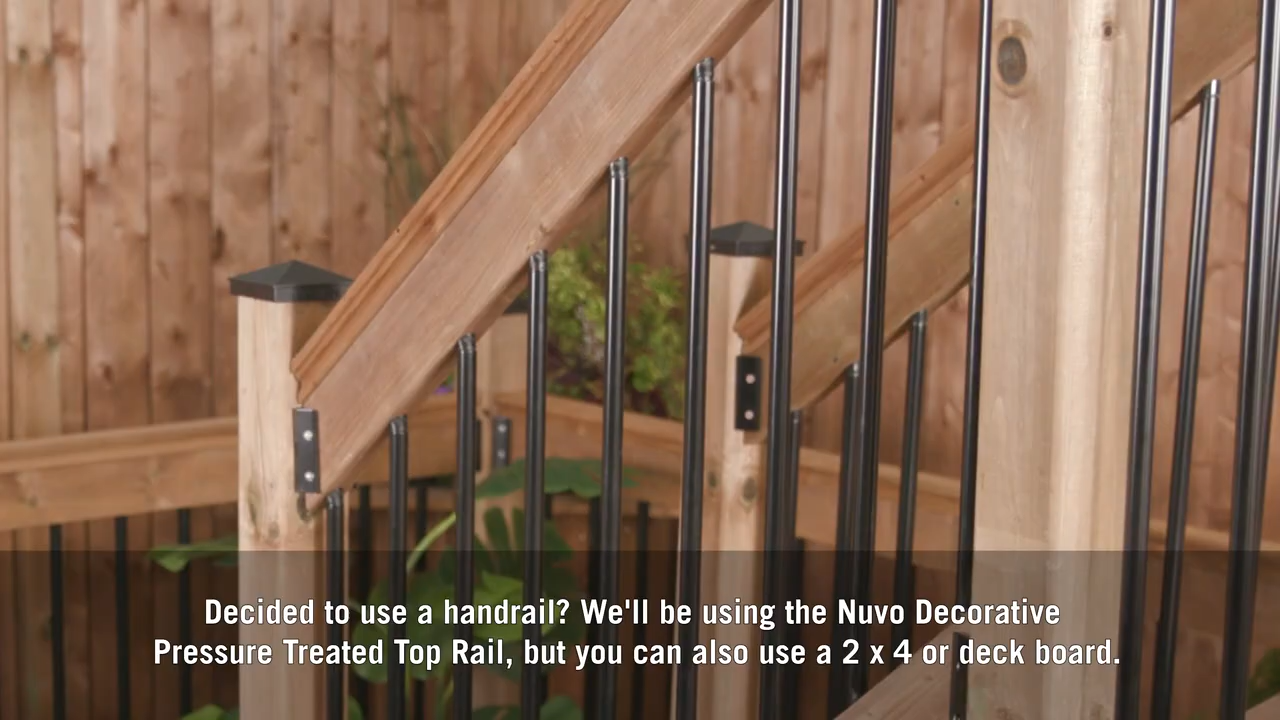 Decided to use a handrail? We'll be using the Nuvo Decorative
Pressure Treated Top Rail, but you can also use a 2 x 4 or deck board.